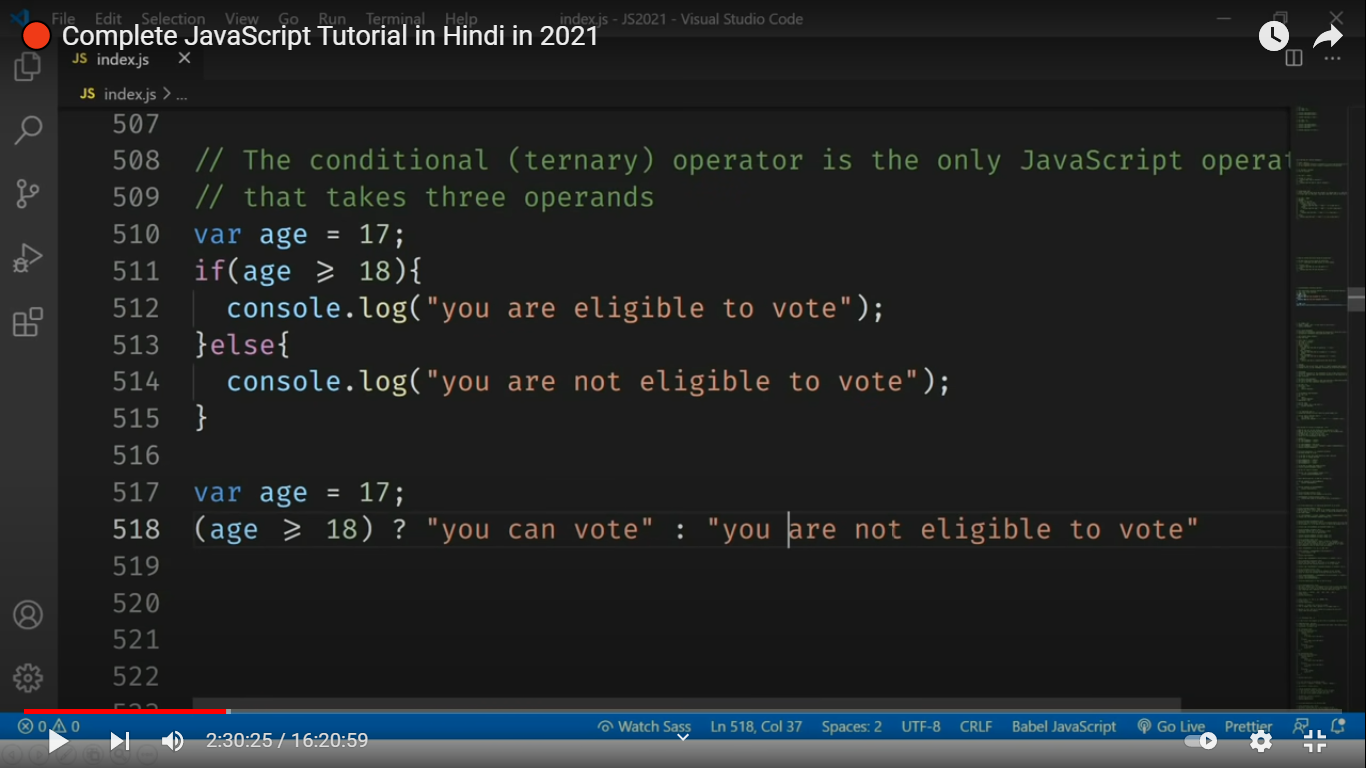 File Edit Selection View Go Run Terminal Help index.js - JS2021 - Visual Studio Code
Complete JavaScript Tutorial in Hindi in 2021
JS index.js
JS index.js > ...
507
508 // The conditional (ternary) operator is the only JavaScript operat
509 // that takes three operands
510 var age = 17;
511 if(age >= 18){
512 console.log("you are eligible to vote");
513 }else{
514 console.log("you are not eligible to vote");
515 }
516
517 var age = 17;
518 (age >= 18) ? "you can vote" : "you are not eligible to vote"
519
520
521
522
0 0 Watch Sass Ln 518, Col 37 Spaces: 2 UTF-8 CRLF Babel JavaScript Go Live Prettier
2:30:25 / 16:20:59